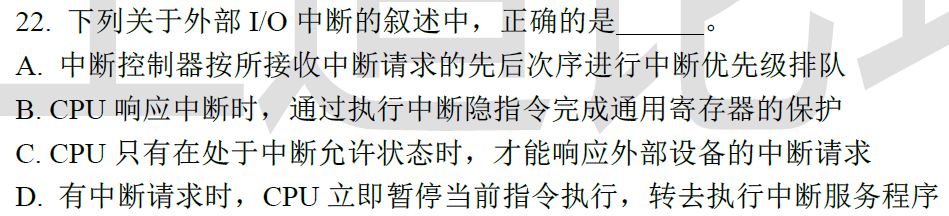 22. 下列关于外部 I/O 中断的叙述中，正确的是______。
A. 中断控制器按所接收中断请求的先后次序进行中断优先级排队
B. CPU 响应中断时，通过执行中断隐指令完成通用寄存器的保护
C. CPU 只有在处于中断允许状态时，才能响应外部设备的中断请求
D. 有中断请求时，CPU 立即暂停当前指令执行，转去执行中断服务程序